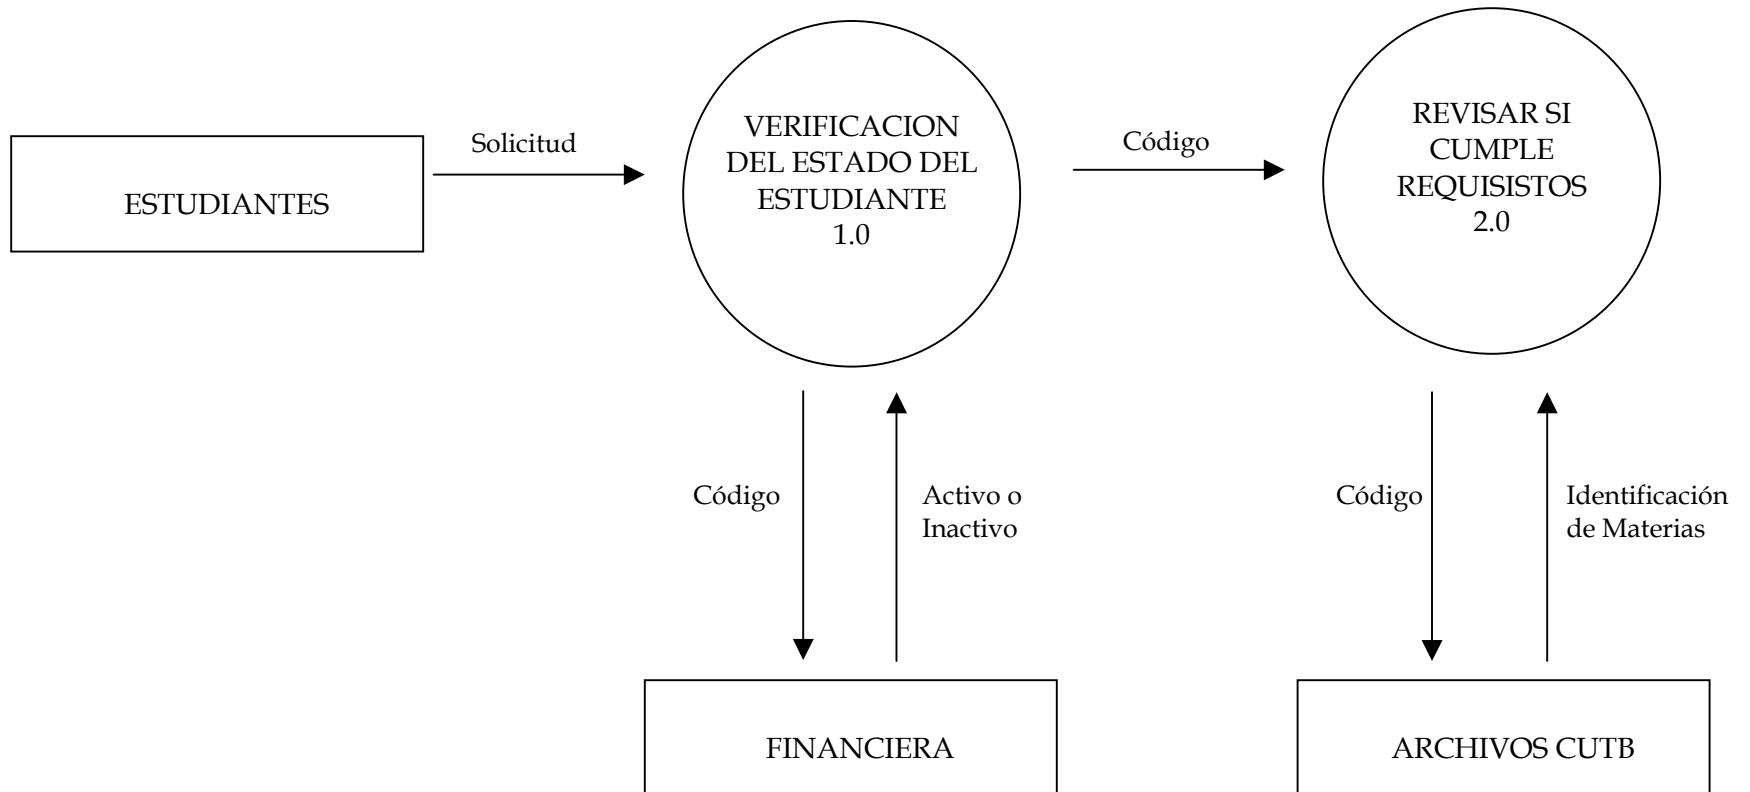 ESTUDIANTES
Solicitud
VERIFICACION
DEL ESTADO DEL
ESTUDIANTE
1.0
Código
REVISAR SI
CUMPLE
REQUISISTOS
2.0
Código
Activo o
Inactivo
Código
Identificación
de Materias
FINANCIERA
ARCHIVOS CUTB